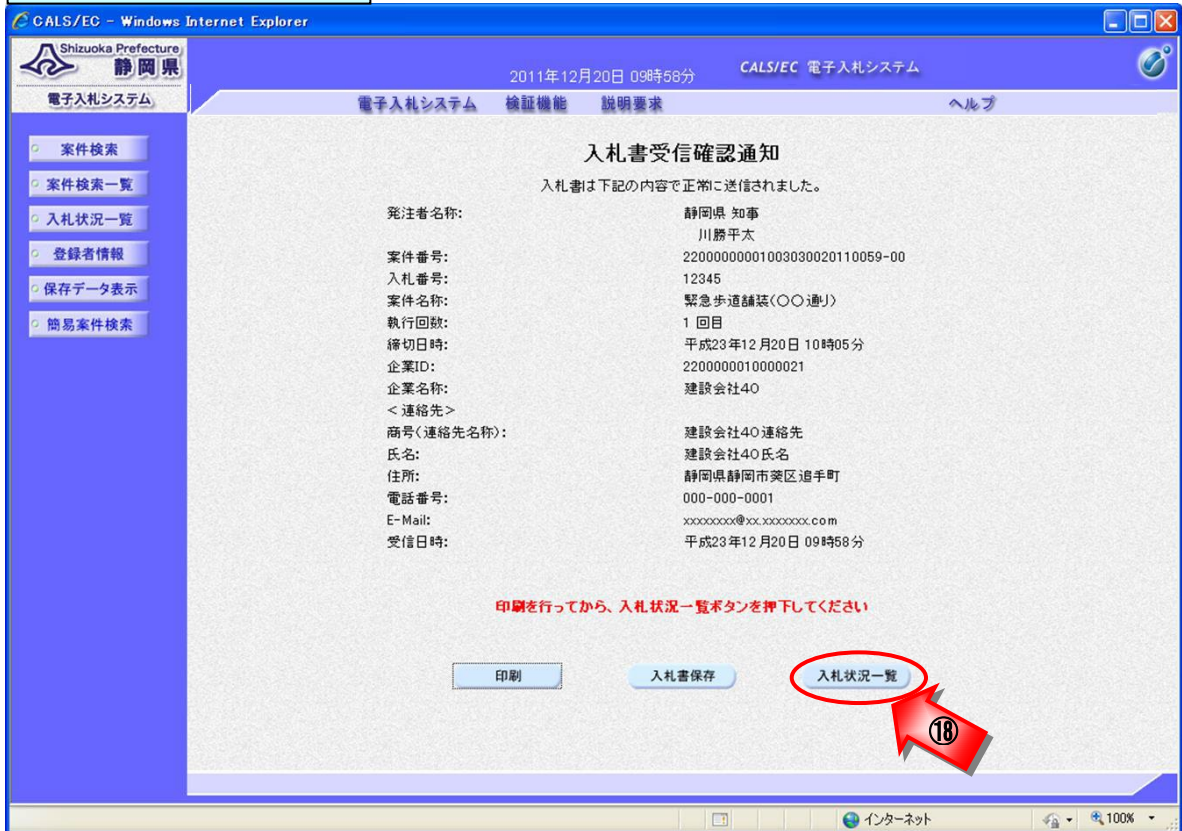 CALS/EC - Windows Internet Explorer
Shizuoka Prefecture
静岡県
2011年12月20日 09時58分
CALS/EC 電子入札システム
電子入札システム
電子入札システム 検証機能 説明要求 ヘルプ
案件検索
案件検索一覧
入札状況一覧
登録者情報
保存データ表示
簡易案件検索
入札書受信確認通知
入札書は下記の内容で正常に送信されました。
発注者名称: 静岡県 知事
川勝平太
案件番号: 2200000000100303002011​0059-00
入札番号: 12345
案件名称: 緊急歩道舗装(○○通り)
執行回数: 1 回目
締切日時: 平成23年12月20日 10時05分
企業ID: 2200000010000021
企業名称: 建設会社40
<連絡先>
商号(連絡先名称): 建設会社40連絡先
氏名: 建設会社40氏名
住所: 静岡県静岡市葵区追手町
電話番号: 000-000-0001
E-Mail: xxxxxxxx@xx.xxxxxxx.com
受信日時: 平成23年12月20日 09時58分
印刷を行ってから、入札状況一覧ボタンを押下してください
印刷 入札書保存 入札状況一覧
⑱
インターネット 100%